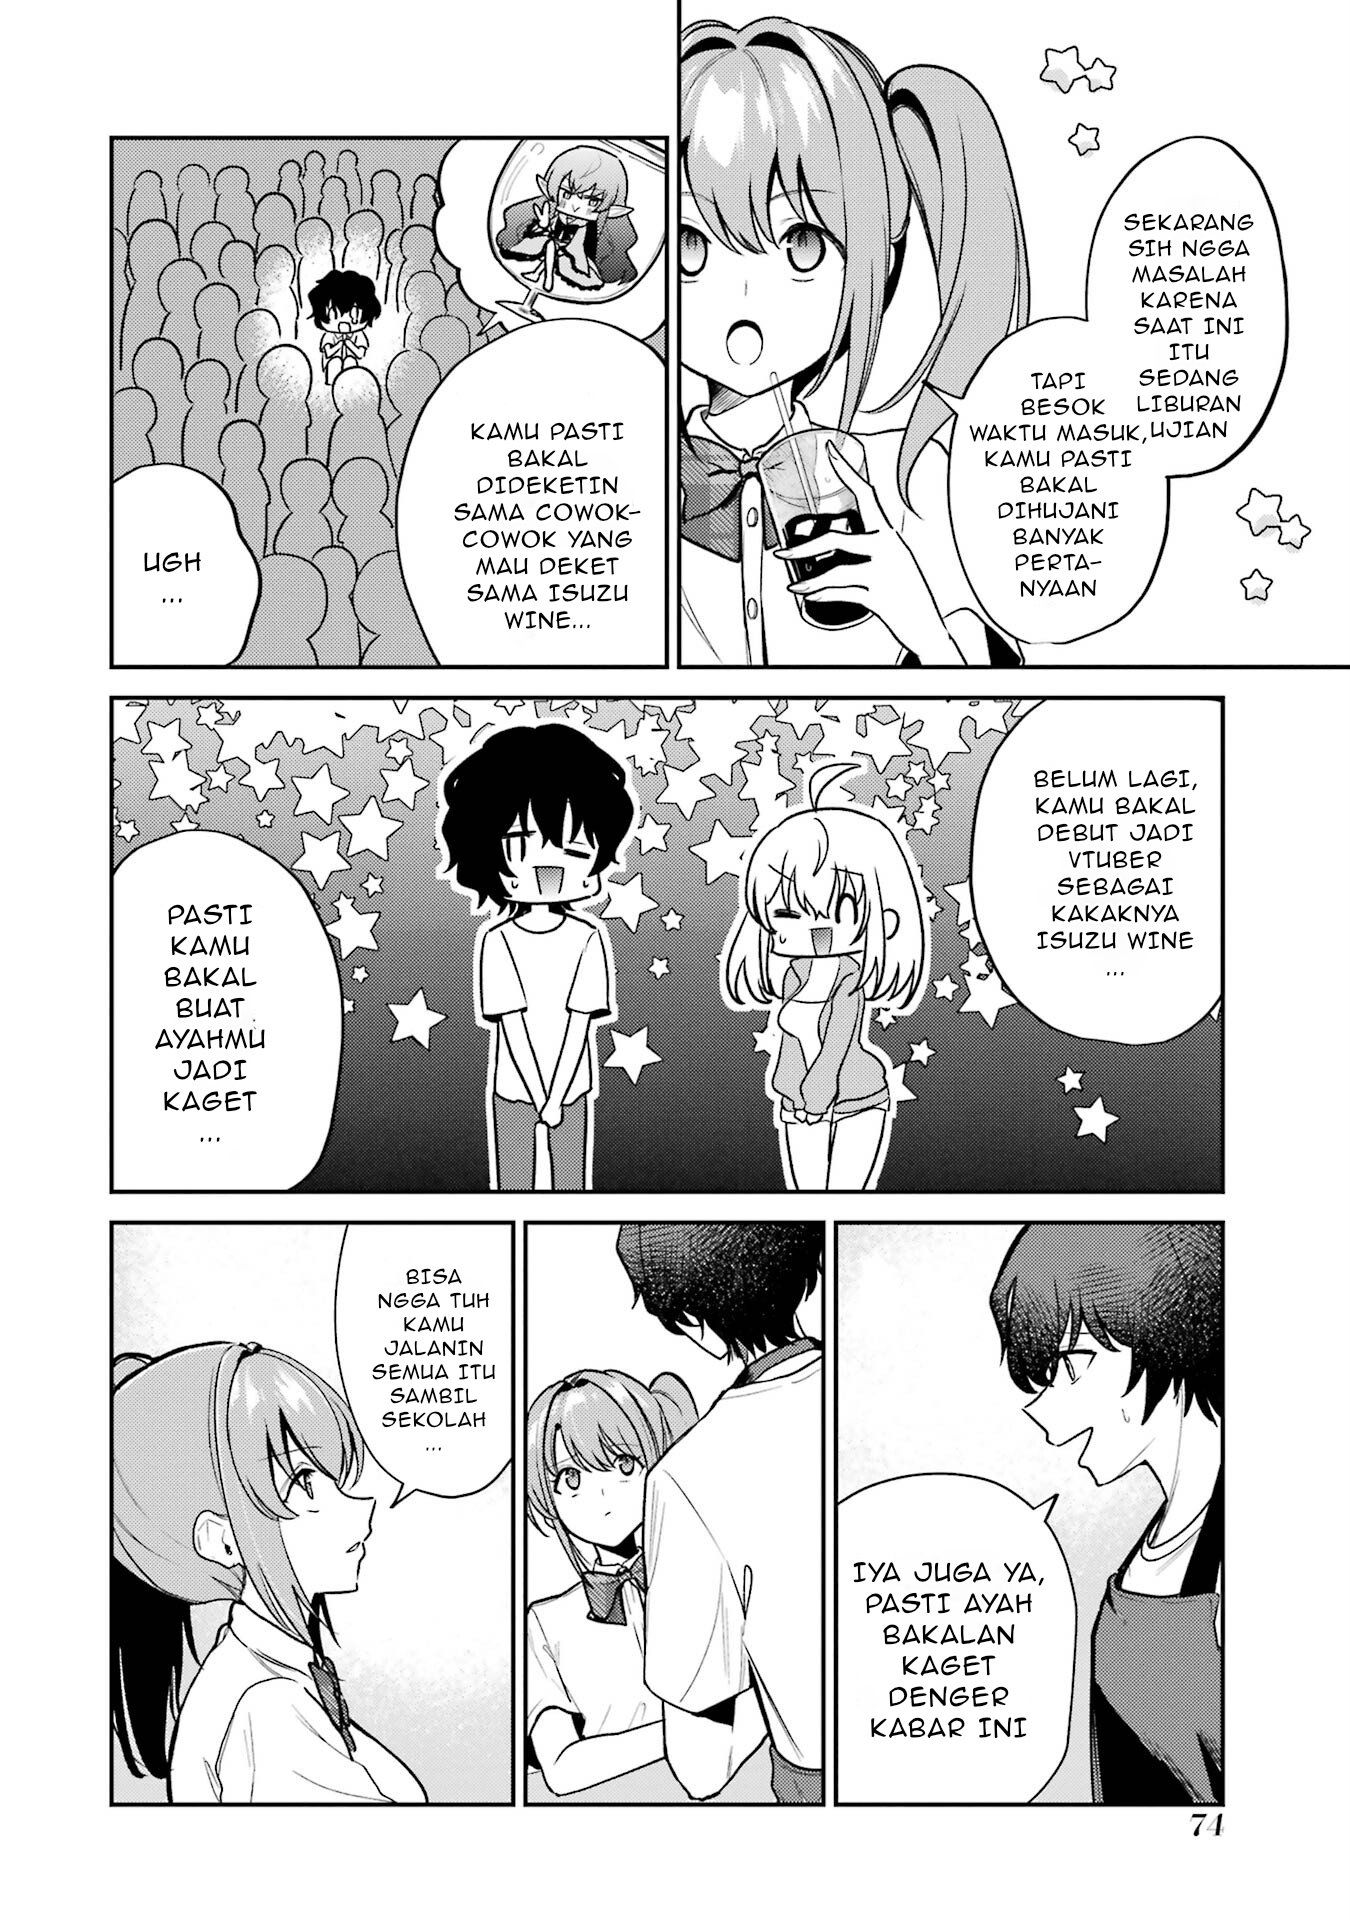 SEKARANG
SIH NGGA
MASALAH
KARENA
SAAT INI
ITU
SEDANG
LIBURAN
UJIAN
TAPI
BESOK
WAKTU MASUK,
KAMU PASTI
BAKAL
DIHUJANI
BANYAK
PERTA-
NYAAN
KAMU PASTI
BAKAL
DIDEKETIN
SAMA COWOK-
COWOK YANG
MAU DEKET
SAMA ISUZU
WINE...
UGH
...
BELUM LAGI,
KAMU BAKAL
DEBUT JADI
VTUBER
SEBAGAI
KAKAKNYA
ISUZU WINE
...
PASTI
KAMU
BAKAL
BUAT
AYAHMU
JADI
KAGET
...
IYA JUGA YA,
PASTI AYAH
BAKALAN
KAGET
DENGER
KABAR INI
BISA
NGGA TUH
KAMU
JALANIN
SEMUA ITU
SAMBIL
SEKOLAH
...
74